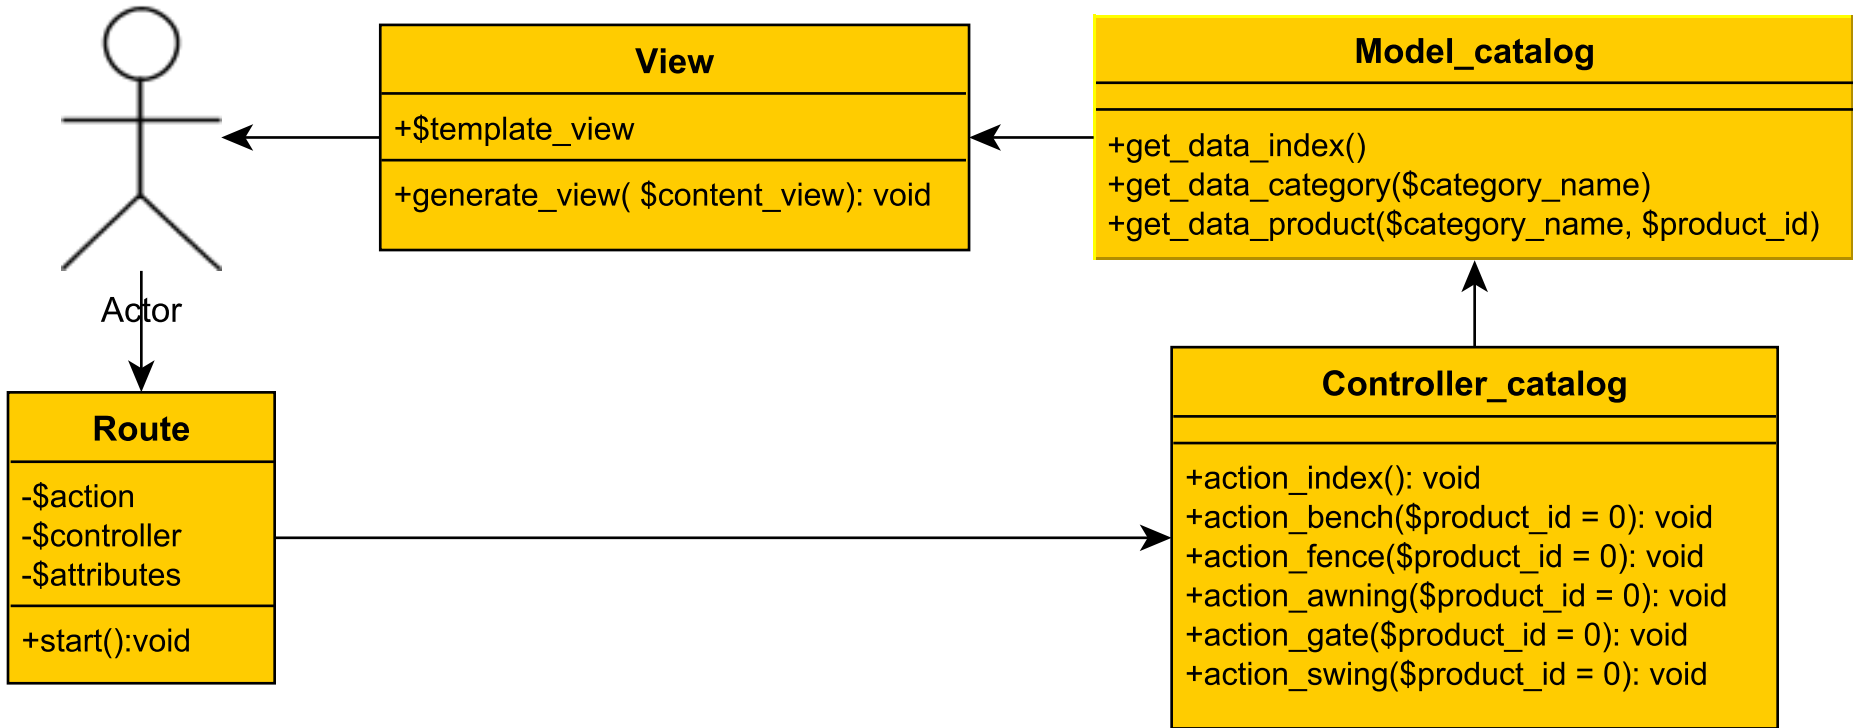 View
+$template_view
+generate_view( $content_view): void
Model_catalog
+get_data_index()
+get_data_category($category_name)
+get_data_product($category_name, $product_id)
Actor
Route
-$action
-$controller
-$attributes
+start():void
Controller_catalog
+action_index(): void
+action_bench($product_id = 0): void
+action_fence($product_id = 0): void
+action_awning($product_id = 0): void
+action_gate($product_id = 0): void
+action_swing($product_id = 0): void